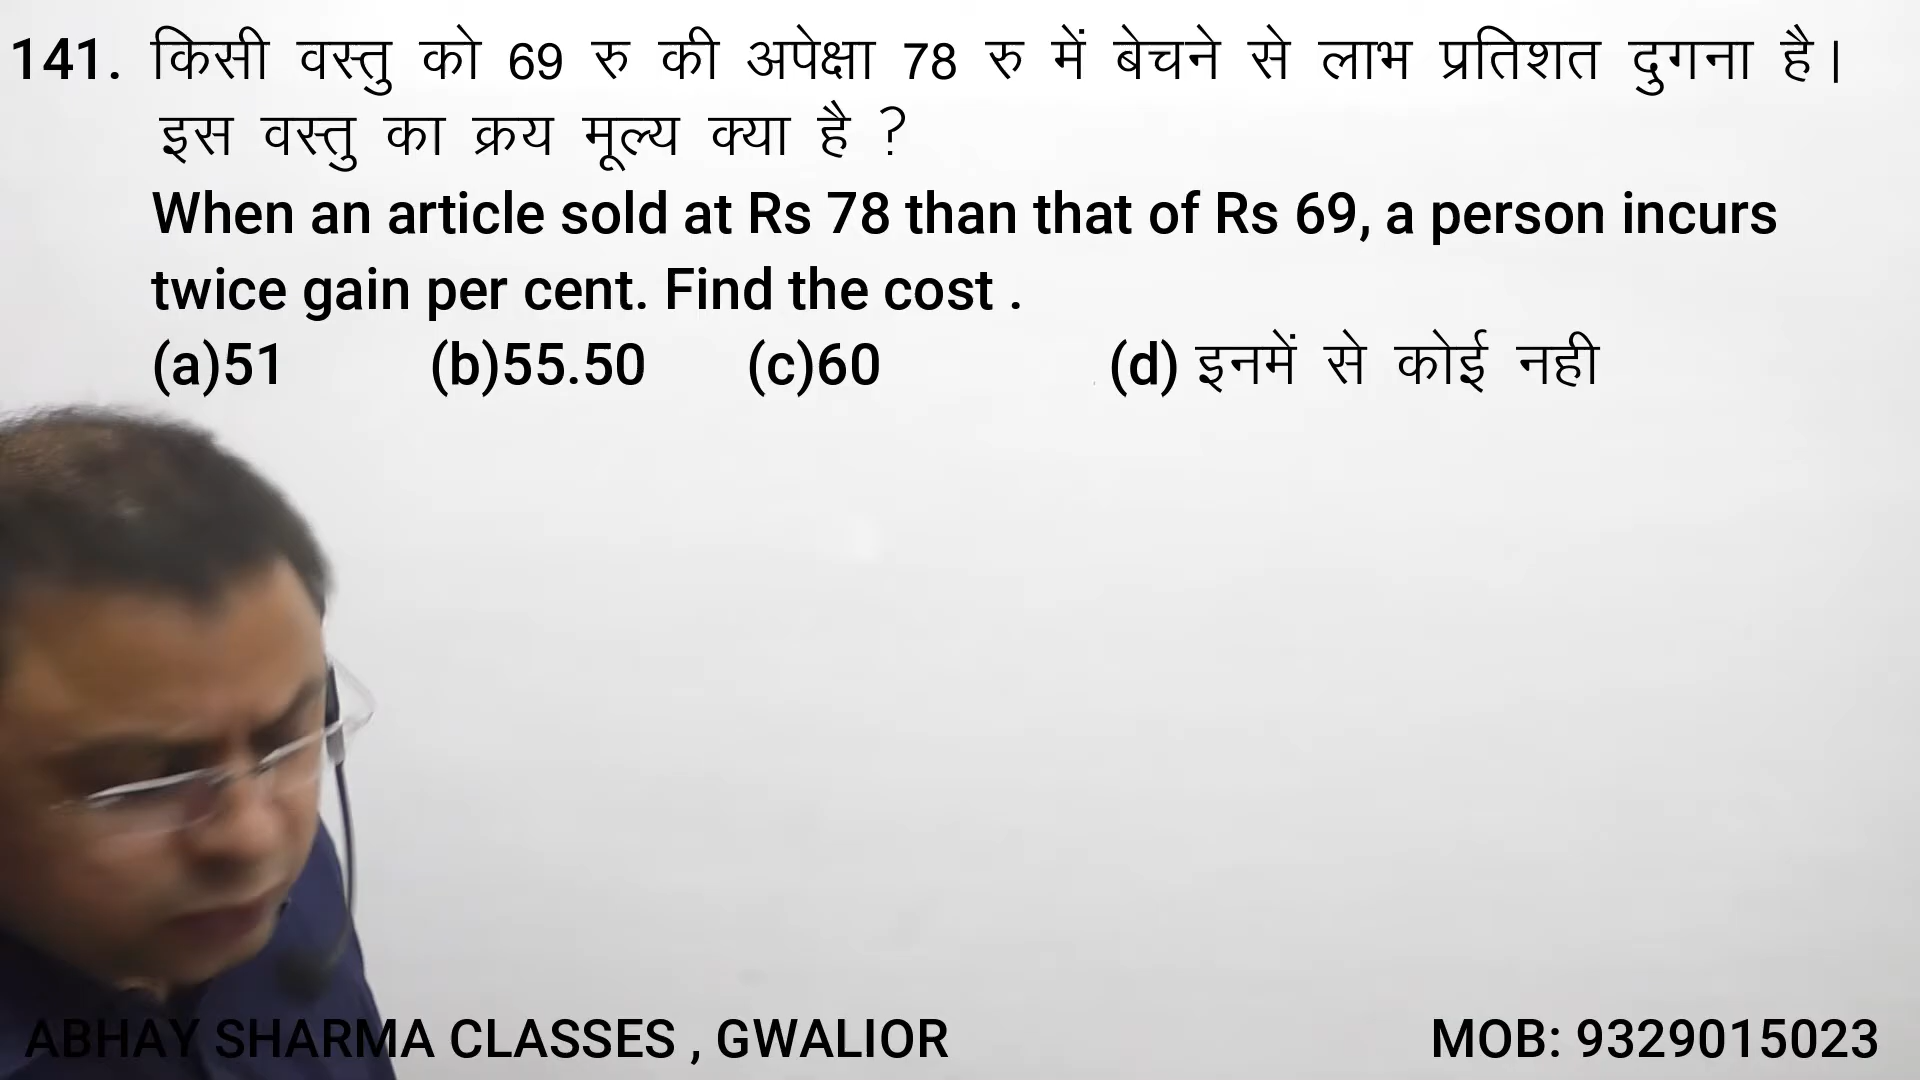 141. किसी वस्तु को 69 रु की अपेक्षा 78 रु में बेचने से लाभ प्रतिशत दुगना है।
इस वस्तु का क्रय मूल्य क्या है ?
When an article sold at Rs 78 than that of Rs 69, a person incurs
twice gain per cent. Find the cost .
(a)51 (b)55.50 (c)60 (d) इनमें से कोई नही
ABHAY SHARMA CLASSES , GWALIOR MOB: 9329015023